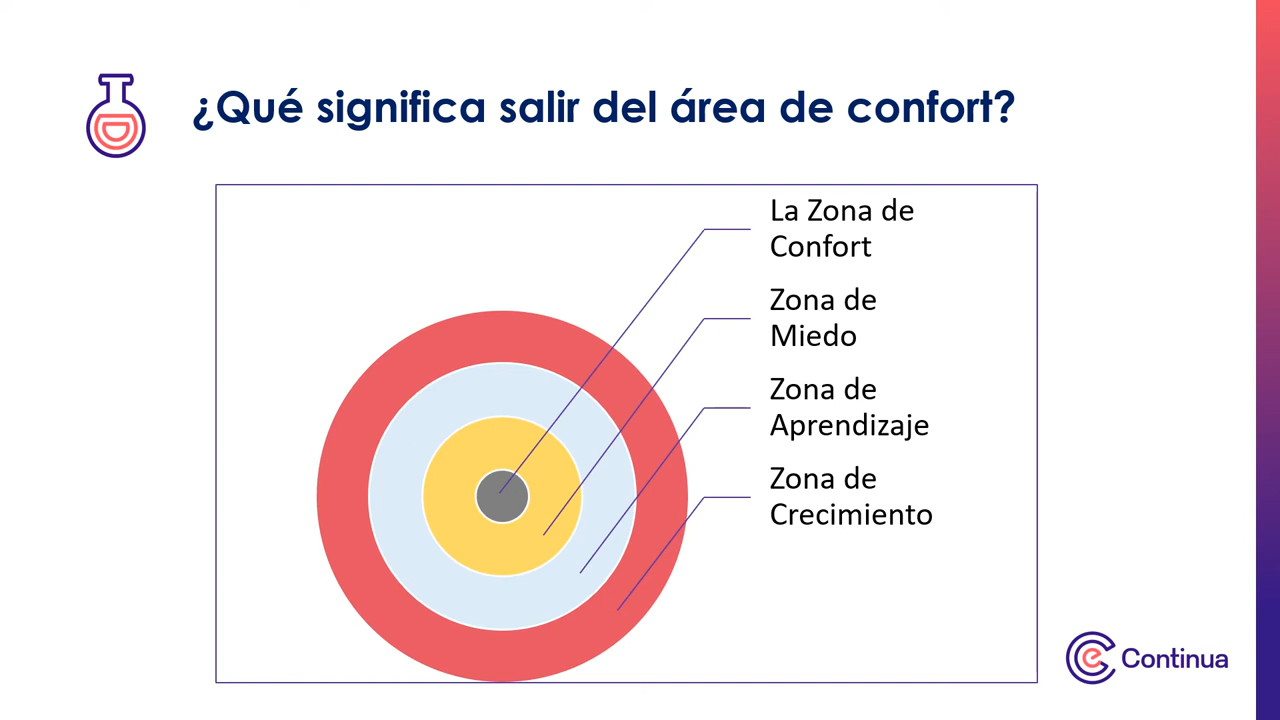 ¿Qué significa salir del área de confort?
La Zona de
Confort
Zona de
Miedo
Zona de
Aprendizaje
Zona de
Crecimiento
Continua